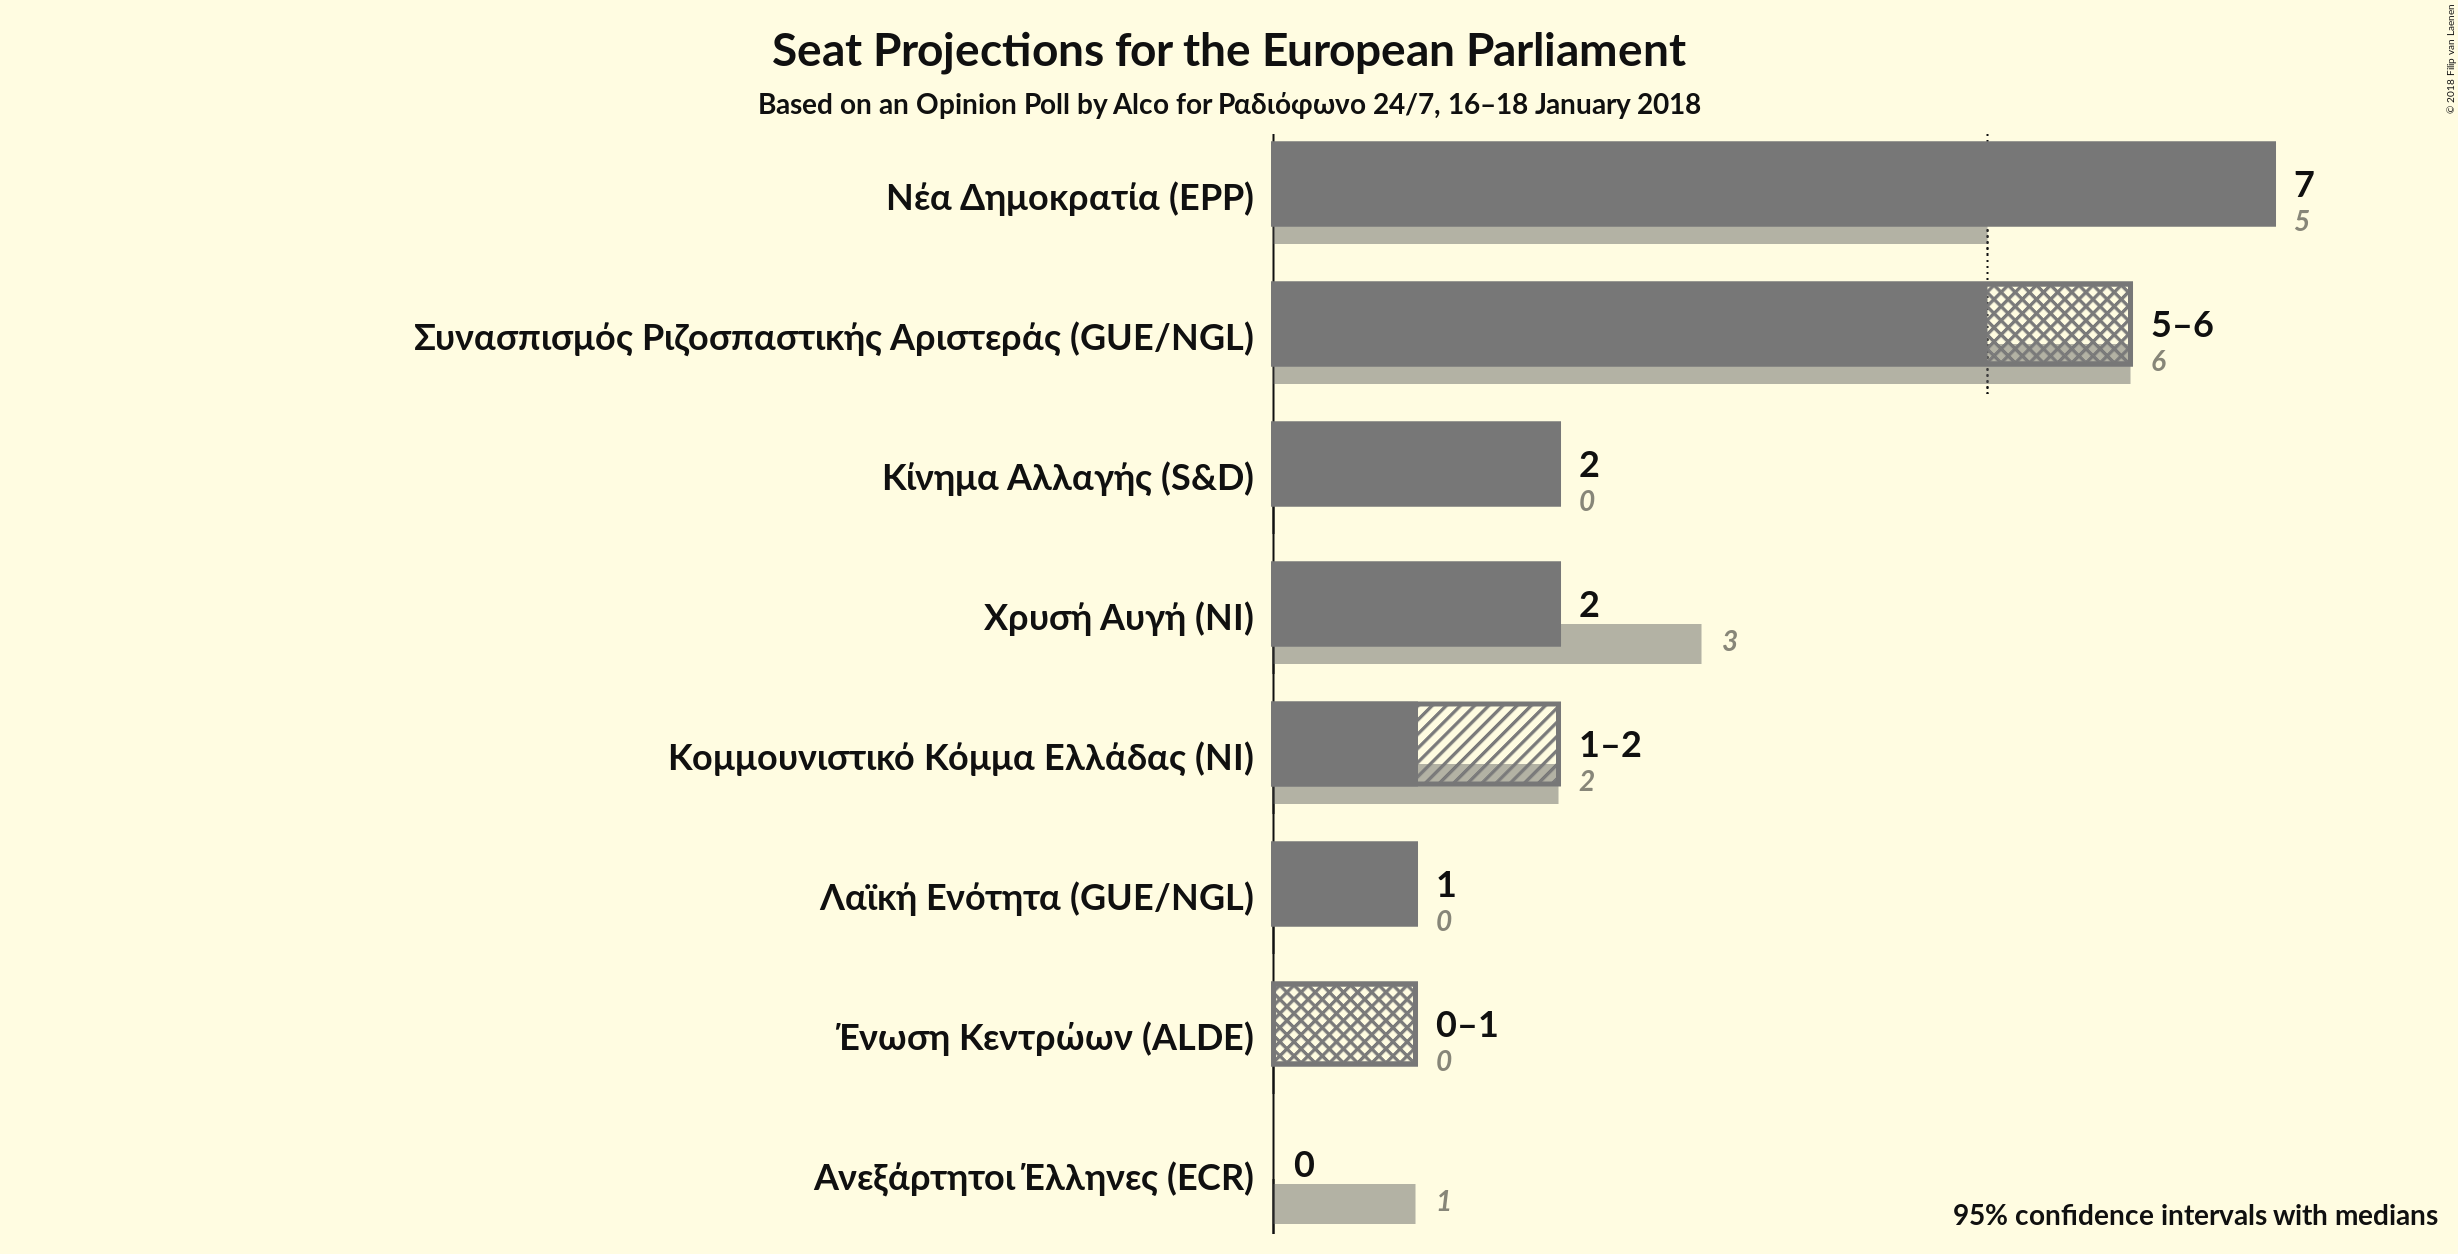 Seat Projections for the European Parliament
Based on an Opinion Poll by Alco for Ραδιόφωνο 24/7, 16–18 January 2018
© 2018 Filip van Laenen
Νέα Δημοκρατία (EPP)
7
5
Συνασπισμός Ριζοσπαστικής Αριστεράς (GUE/NGL)
5–6
6
Κίνημα Αλλαγής (S&D)
2
0
Χρυσή Αυγή (NI)
2
3
Κομμουνιστικό Κόμμα Ελλάδας (NI)
1–2
2
Λαϊκή Ενότητα (GUE/NGL)
1
0
Ένωση Κεντρώων (ALDE)
0–1
0
Ανεξάρτητοι Έλληνες (ECR)
0
1
95% confidence intervals with medians